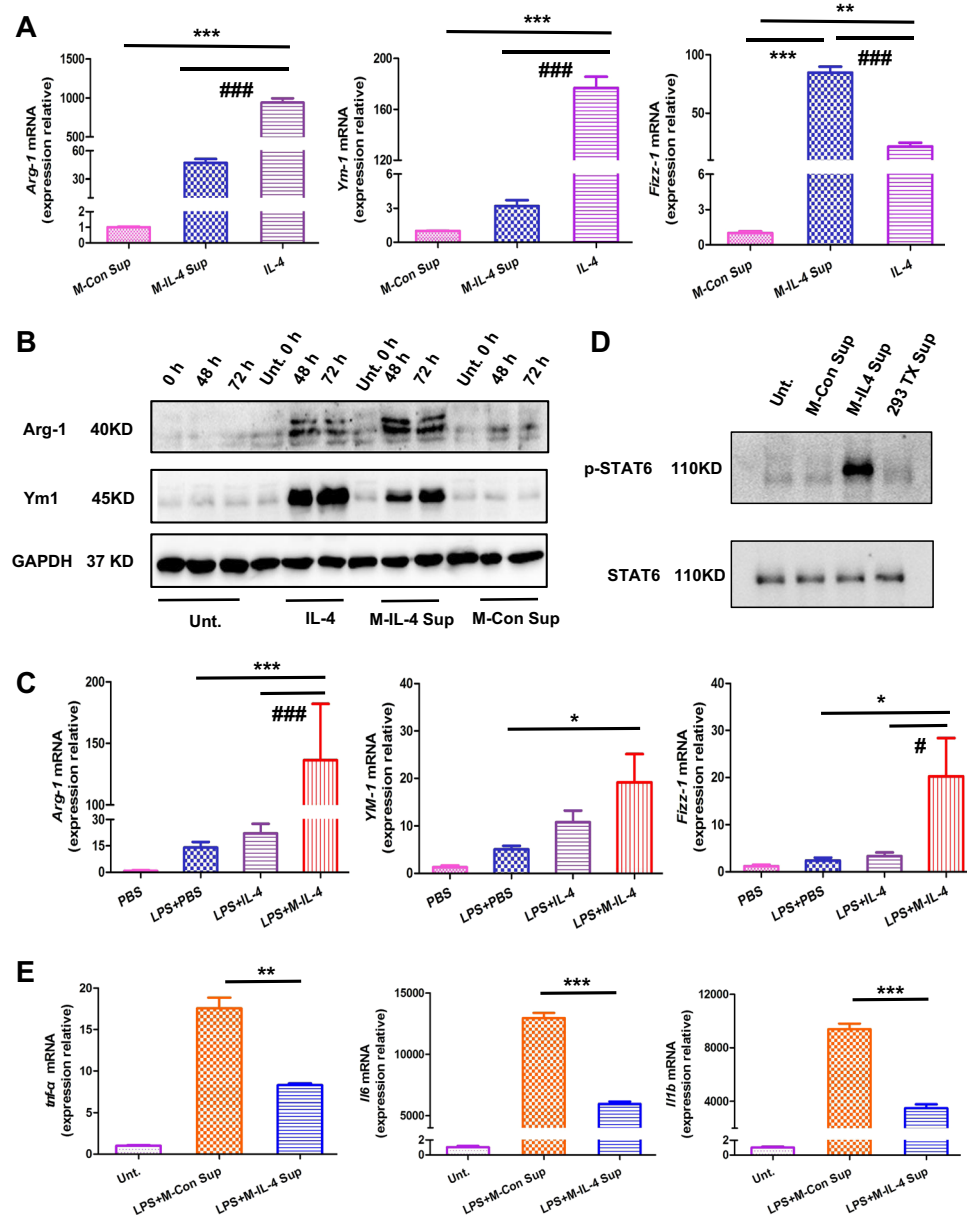 A
***
###
Arg-1 mRNA
(expression relative)
1500
1000
500
60
30
2
1
0
M-Con Sup
M-IL-4 Sup
IL-4
***
###
Ym-1 mRNA
(expression relative)
200
160
120
6
3
0
M-Con Sup
M-IL-4 Sup
IL-4
**
***
###
Fizz-1 mRNA
(expression relative)
100
50
6
4
2
0
M-Con Sup
M-IL-4 Sup
IL-4
B
0 h
48 h
72 h
Unt. 0 h
48 h
72 h
Unt. 0 h
48 h
72 h
Unt. 0 h
48 h
72 h
Arg-1 40KD
Ym1 45KD
GAPDH 37 KD
Unt.
IL-4
M-IL-4 Sup
M-Con Sup
D
Unt.
M-Con Sup
M-IL4 Sup
293 TX Sup
p-STAT6 110KD
STAT6 110KD
C
***
###
Arg-1 mRNA
(expression relative)
200
150
100
30
15
0
PBS
LPS+PBS
LPS+IL-4
LPS+M-IL-4
*
YM-1 mRNA
(expression relative)
40
30
20
10
0
PBS
LPS+PBS
LPS+IL-4
LPS+M-IL-4
*
#
Fizz-1 mRNA
(expression relative)
40
30
20
10
0
PBS
LPS+PBS
LPS+IL-4
LPS+M-IL-4
E
**
tnf-α mRNA
(expression relative)
20
15
10
5
0
Unt.
LPS+M-Con Sup
LPS+M-IL-4 Sup
***
Il6 mRNA
(expression relative)
15000
10000
5000
2
0
Unt.
LPS+M-Con Sup
LPS+M-IL-4 Sup
***
Il1b mRNA
(expression relative)
12000
8000
4000
2
0
Unt.
LPS+M-Con Sup
LPS+M-IL-4 Sup